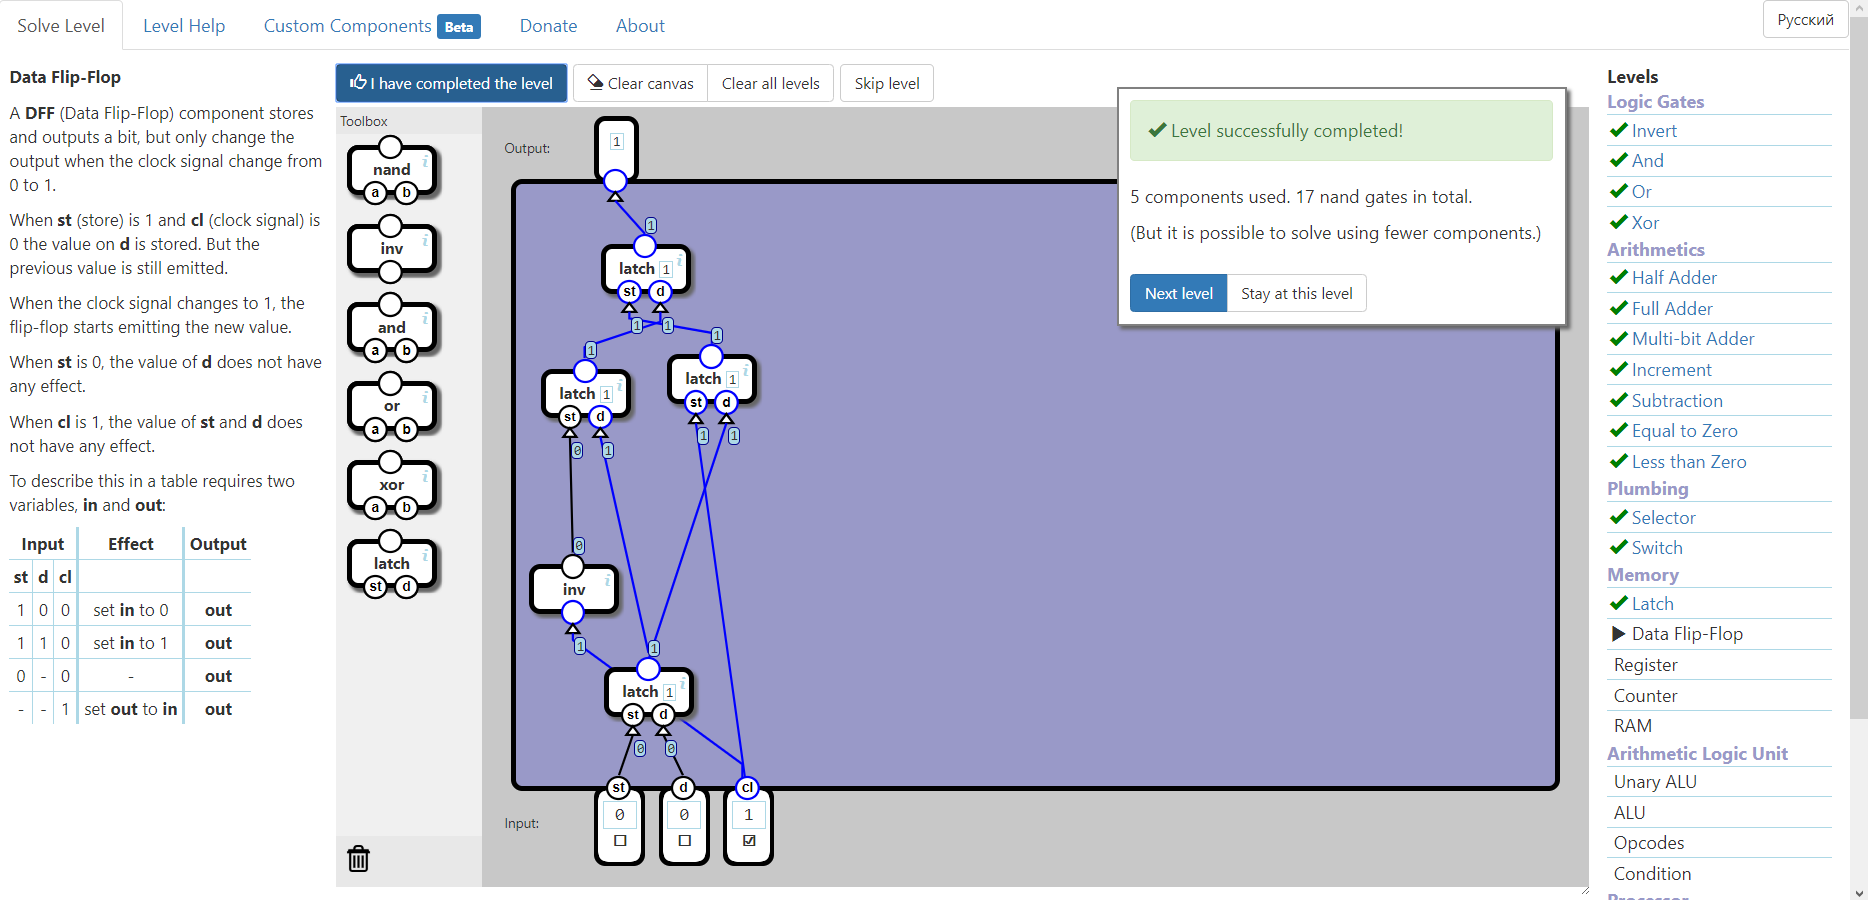 Solve Level
Level Help
Custom Components Beta
Donate
About
Русский
Data Flip-Flop
A DFF (Data Flip-Flop) component stores
and outputs a bit, but only change the
output when the clock signal change from
0 to 1.
When st (store) is 1 and cl (clock signal) is
0 the value on d is stored. But the
previous value is still emitted.
When the clock signal changes to 1, the
flip-flop starts emitting the new value.
When st is 0, the value of d does not have
any effect.
When cl is 1, the value of st and d does
not have any effect.
To describe this in a table requires two
variables, in and out:
Input Effect Output
st d cl
1 0 0 set in to 0 out
1 1 0 set in to 1 out
0 - 0 - out
- - 1 set out to in out
I have completed the level
Clear canvas
Clear all levels
Skip level
Toolbox
nand
a b
inv
and
a b
or
a b
xor
a b
latch
st d
Output:
1
1
latch 1
st d
1 1
1
1
latch 1
st d
latch 1
st d
0 1
1 1
0
inv
1
1
latch 1
st d
0 0
st d cl
Input:
0 0 1
Level successfully completed!
5 components used. 17 nand gates in total.
(But it is possible to solve using fewer components.)
Next level
Stay at this level
Levels
Logic Gates
Invert
And
Or
Xor
Arithmetics
Half Adder
Full Adder
Multi-bit Adder
Increment
Subtraction
Equal to Zero
Less than Zero
Plumbing
Selector
Switch
Memory
Latch
Data Flip-Flop
Register
Counter
RAM
Arithmetic Logic Unit
Unary ALU
ALU
Opcodes
Condition
Processor